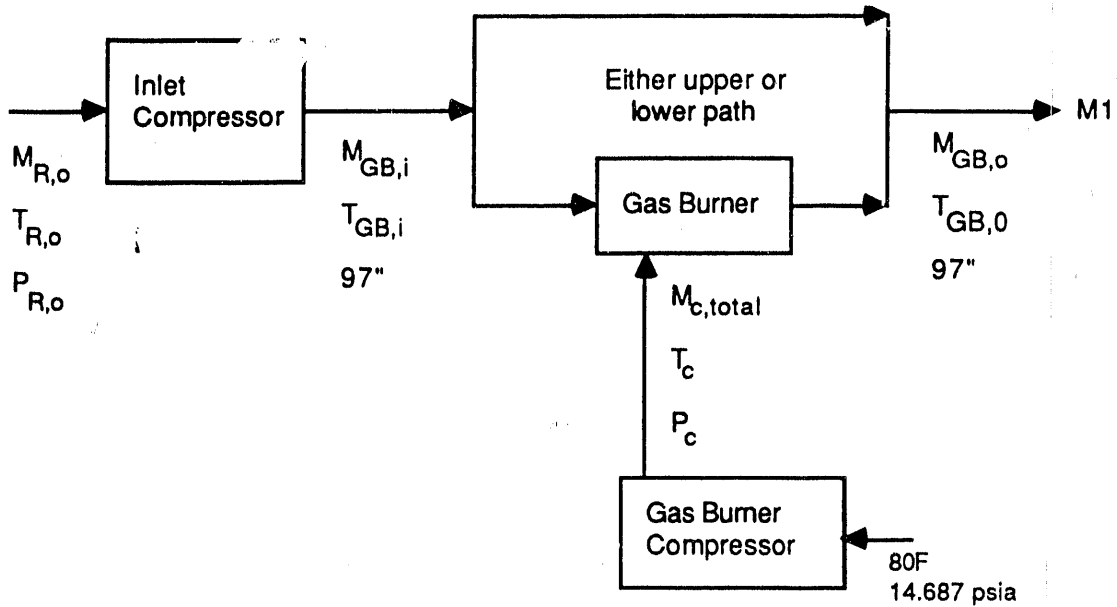 Inlet
Compressor
Either upper or
lower path
M1
M_R,o
T_R,o
P_R,o
M_GB,i
T_GB,i
97"
Gas Burner
M_GB,o
T_GB,0
97"
M_c,total
T_c
P_c
Gas Burner
Compressor
80F
14.687 psia